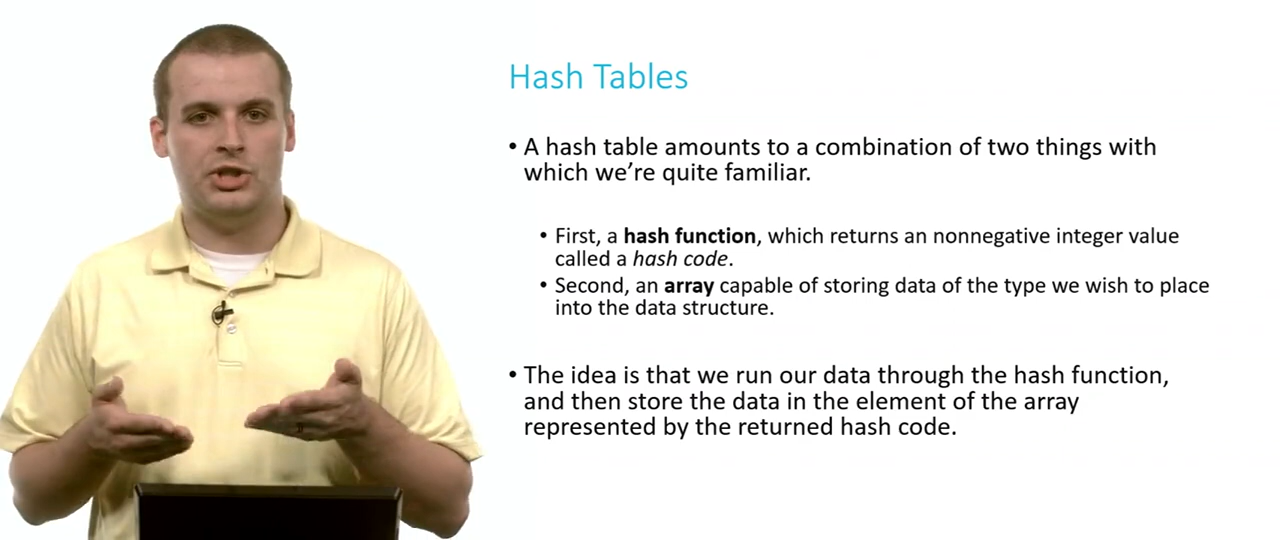 Hash Tables
• A hash table amounts to a combination of two things with
which we’re quite familiar.
• First, a hash function, which returns an nonnegative integer value
called a hash code.
• Second, an array capable of storing data of the type we wish to place
into the data structure.
• The idea is that we run our data through the hash function,
and then store the data in the element of the array
represented by the returned hash code.